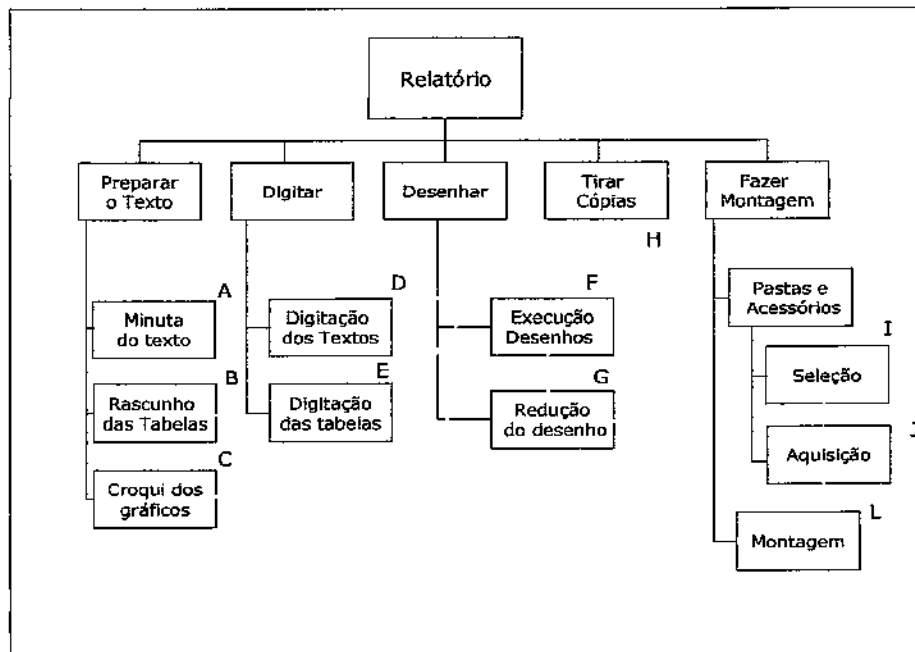 Relatório
Preparar
o Texto
Digitar
Desenhar
Tirar
Cópias
Fazer
Montagem
H
A
Minuta
do texto
B
Rascunho
das Tabelas
C
Croqui dos
gráficos
D
Digitação
dos Textos
E
Digitação
das tabelas
F
Execução
Desenhos
G
Redução
do desenho
Pastas e
Acessórios
I
Seleção
J
Aquisição
L
Montagem